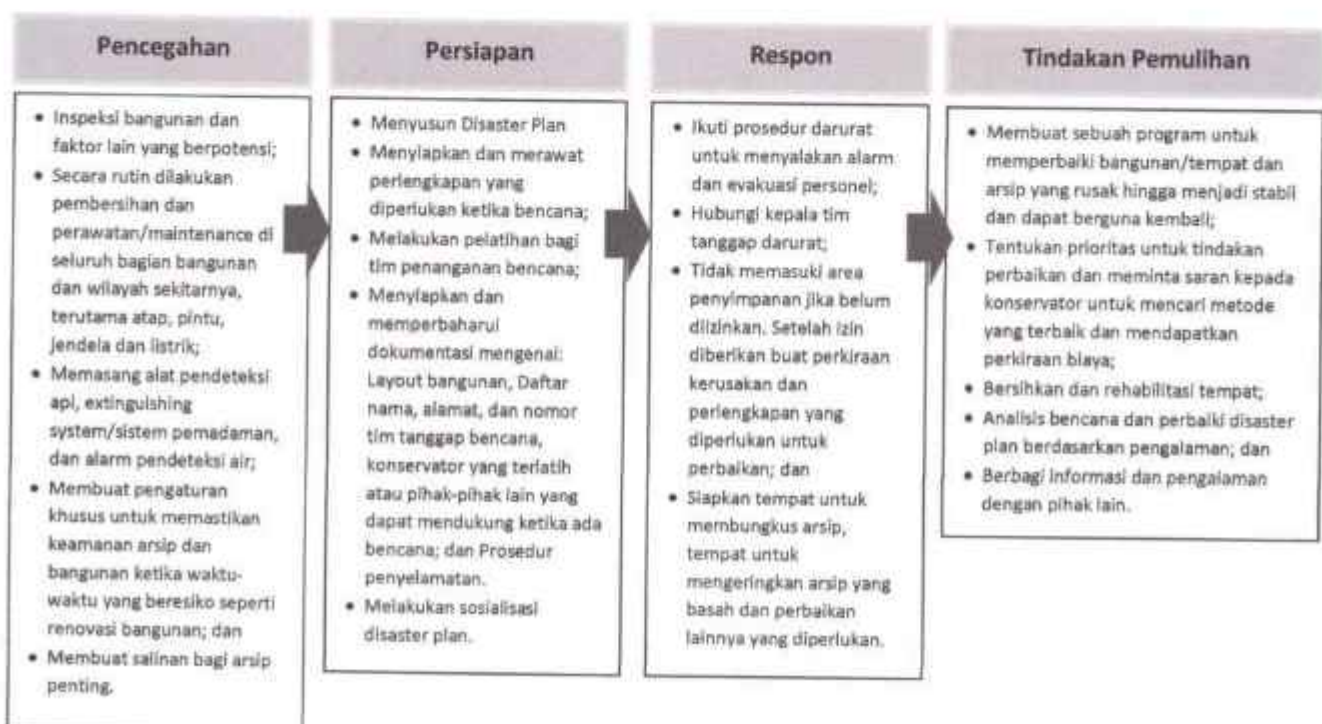 Pencegahan
• Inspeksi bangunan dan
faktor lain yang berpotensi;
• Secara rutin dilakukan
pembersihan dan
perawatan/maintenance di
seluruh bagian bangunan
dan wilayah sekitarnya,
terutama atap, pintu,
jendela dan listrik;
• Memasang alat pendeteksi
api, extinguishing
system/sistem pemadaman,
dan alarm pendeteksi air;
• Membuat pengaturan
khusus untuk memastikan
keamanan arsip dan
bangunan ketika waktu-
waktu yang beresiko seperti
renovasi bangunan; dan
• Membuat salinan bagi arsip
penting.
Persiapan
• Menyusun Disaster Plan
• Menyiapkan dan merawat
perlengkapan yang
diperlukan ketika bencana;
• Melakukan pelatihan bagi
tim penanganan bencana;
• Menyiapkan dan
memperbaharui
dokumentasi mengenai:
Layout bangunan, Daftar
nama, alamat, dan nomor
tim tanggap bencana,
konservator yang terlatih
atau pihak-pihak lain yang
dapat mendukung ketika ada
bencana; dan Prosedur
penyelamatan.
• Melakukan sosialisasi
disaster plan.
Respon
• Ikuti prosedur darurat
untuk menyalakan alarm
dan evakuasi personel;
• Hubungi kepala tim
tanggap darurat;
• Tidak memasuki area
penyimpanan jika belum
diizinkan. Setelah izin
diberikan buat perkiraan
kerusakan dan
perlengkapan yang
diperlukan untuk
perbaikan; dan
• Siapkan tempat untuk
membungkus arsip,
tempat untuk
mengeringkan arsip yang
basah dan perbaikan
lainnya yang diperlukan.
Tindakan Pemulihan
• Membuat sebuah program untuk
memperbaiki bangunan/tempat dan
arsip yang rusak hingga menjadi stabil
dan dapat berguna kembali;
• Tentukan prioritas untuk tindakan
perbaikan dan meminta saran kepada
konservator untuk mencari metode
yang terbaik dan mendapatkan
perkiraan biaya;
• Bersihkan dan rehabilitasi tempat;
• Analisis bencana dan perbaiki disaster
plan berdasarkan pengalaman; dan
• Berbagi informasi dan pengalaman
dengan pihak lain.